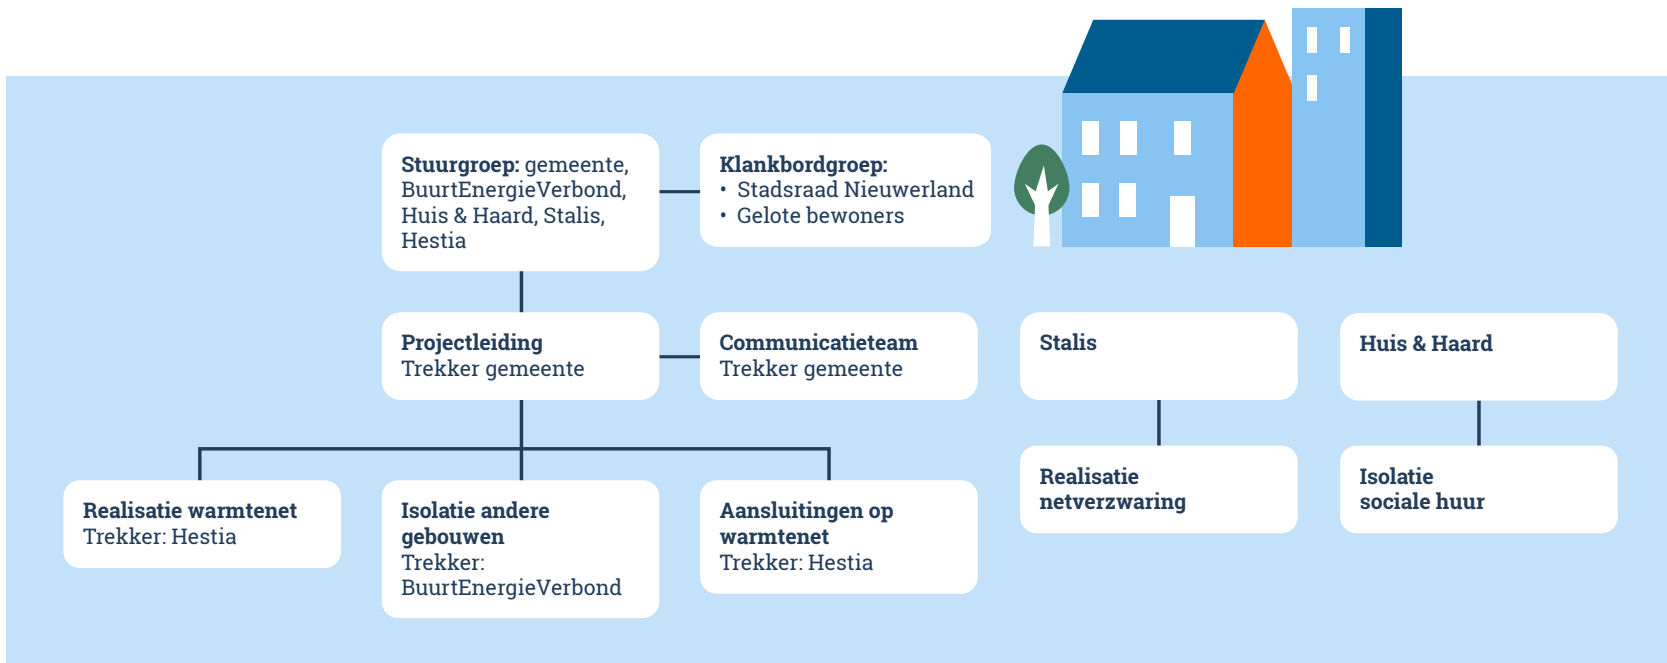 Stuurgroep: gemeente,
BuurtEnergieVerbond,
Huis & Haard, Stalis,
Hestia
Klankbordgroep:
• Stadsraad Nieuwerland
• Gelote bewoners
Projectleiding
Trekker gemeente
Communicatieteam
Trekker gemeente
Stalis
Huis & Haard
Realisatie warmtenet
Trekker: Hestia
Isolatie andere
gebouwen
Trekker:
BuurtEnergieVerbond
Aansluitingen op
warmtenet
Trekker: Hestia
Realisatie
netverzwaring
Isolatie
sociale huur